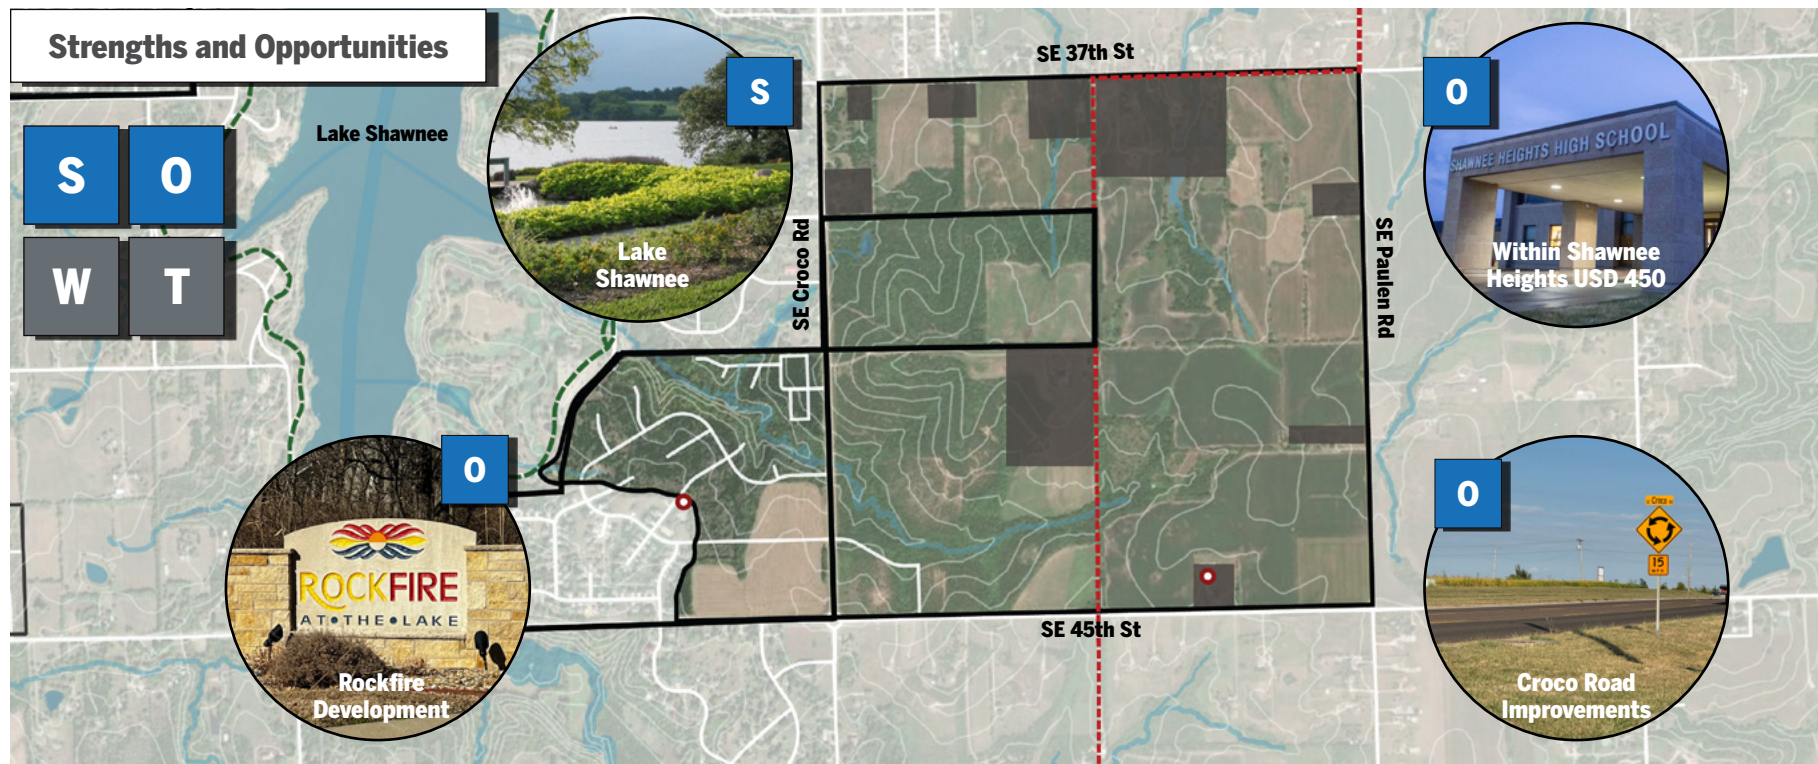 Strengths and Opportunities
S
O
W
T
Lake Shawnee
S
Lake
Shawnee
SE 37th St
SE Croco Rd
SE Paulen Rd
SE 45th St
O
SHAWNEE HEIGHTS HIGH SCHOOL
Within Shawnee
Heights USD 450
O
ROCKFIRE
AT•THE•LAKE
Rockfire
Development
O
Croco
15
MPH
Croco Road
Improvements